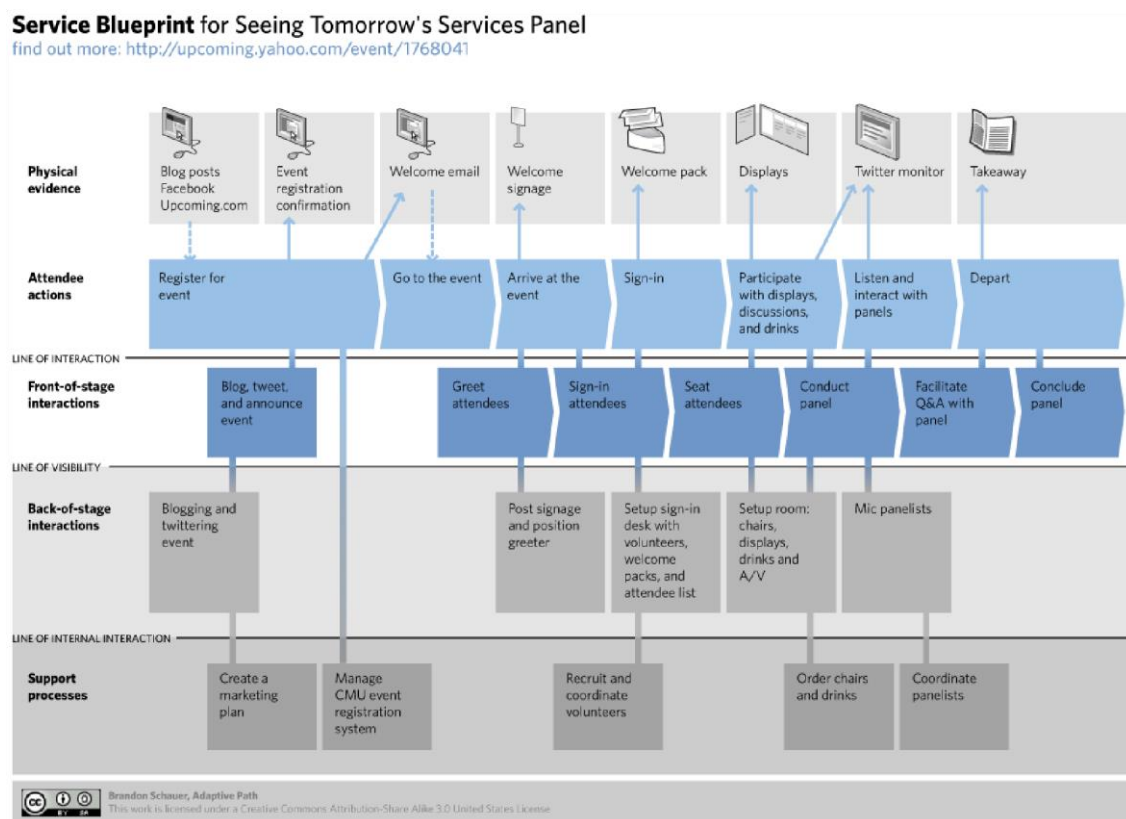 Service Blueprint for Seeing Tomorrow's Services Panel
find out more: http://upcoming.yahoo.com/event/1768041
Physical
evidence
Blog posts
Facebook
Upcoming.com
Event
registration
confirmation
Welcome email
Welcome
signage
Welcome pack
Displays
Twitter monitor
Takeaway
Attendee
actions
Register for
event
Go to the event
Arrive at the
event
Sign-in
Participate
with displays,
discussions,
and drinks
Listen and
interact with
panels
Depart
LINE OF INTERACTION
Front-of-stage
interactions
Blog, tweet,
and announce
event
Greet
attendees
Sign-in
attendees
Seat
attendees
Conduct
panel
Facilitate
Q&A with
panel
Conclude
panel
LINE OF VISIBILITY
Back-of-stage
interactions
Blogging and
twittering
event
Post signage
and position
greeter
Setup sign-in
desk with
volunteers,
welcome
packs, and
attendee list
Setup room:
chairs,
displays,
drinks and
A/V
Mic panelists
LINE OF INTERNAL INTERACTION
Support
processes
Create a
marketing
plan
Manage
CMU event
registration
system
Recruit and
coordinate
volunteers
Order chairs
and drinks
Coordinate
panelists
cc
BY SA
Brandon Schauer, Adaptive Path
This work is licensed under a Creative Commons Attribution-Share Alike 3.0 United States License